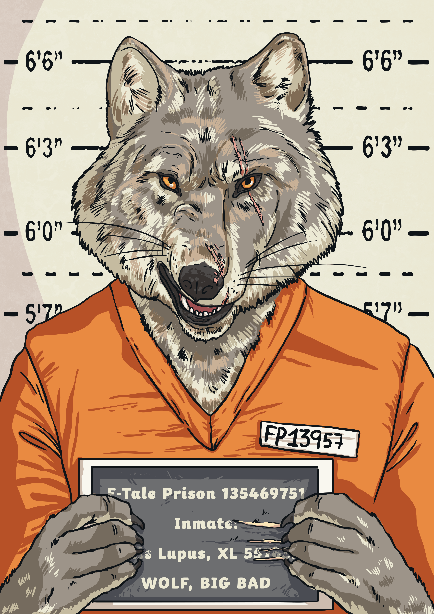 6'6" 6'6"
6'3" 6'3"
6'0" 6'0"
5'7" 5'7"
FP13957
F-Tale Prison 135469751
Inmate:
Lupus, XL
WOLF, BIG BAD